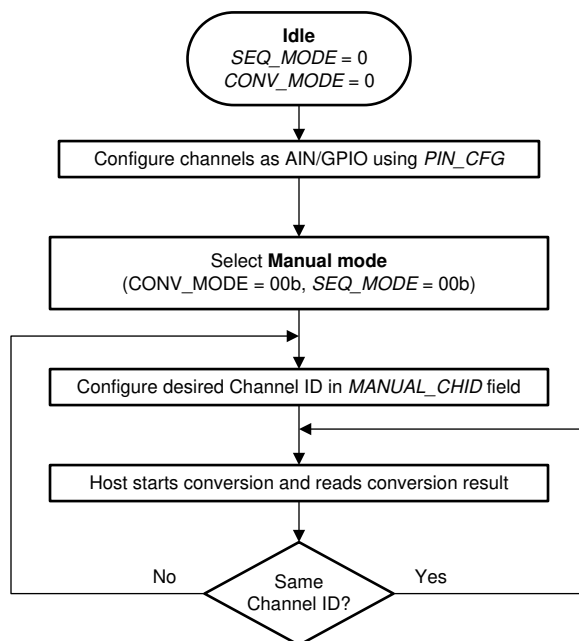 Idle
SEQ_MODE = 0
CONV_MODE = 0
Configure channels as AIN/GPIO using PIN_CFG
Select Manual mode
(CONV_MODE = 00b, SEQ_MODE = 00b)
Configure desired Channel ID in MANUAL_CHID field
Host starts conversion and reads conversion result
No
Same
Channel ID?
Yes